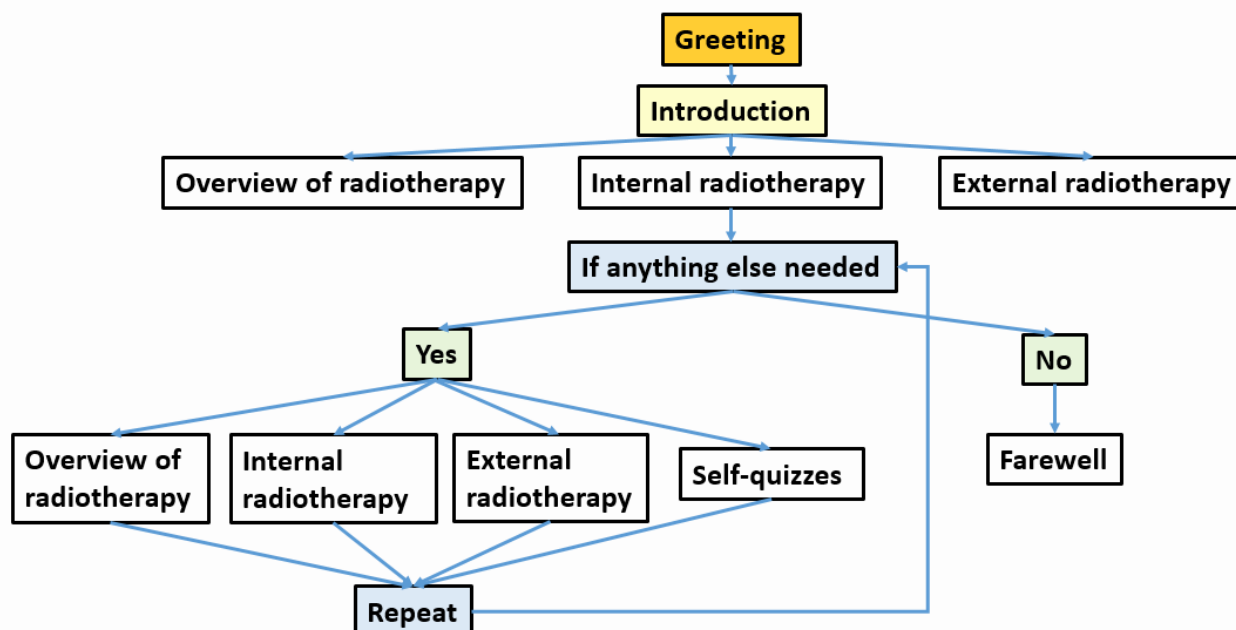 Greeting
Introduction
Overview of radiotherapy
Internal radiotherapy
External radiotherapy
If anything else needed
Yes
No
Overview of
radiotherapy
Internal
radiotherapy
External
radiotherapy
Self-quizzes
Farewell
Repeat